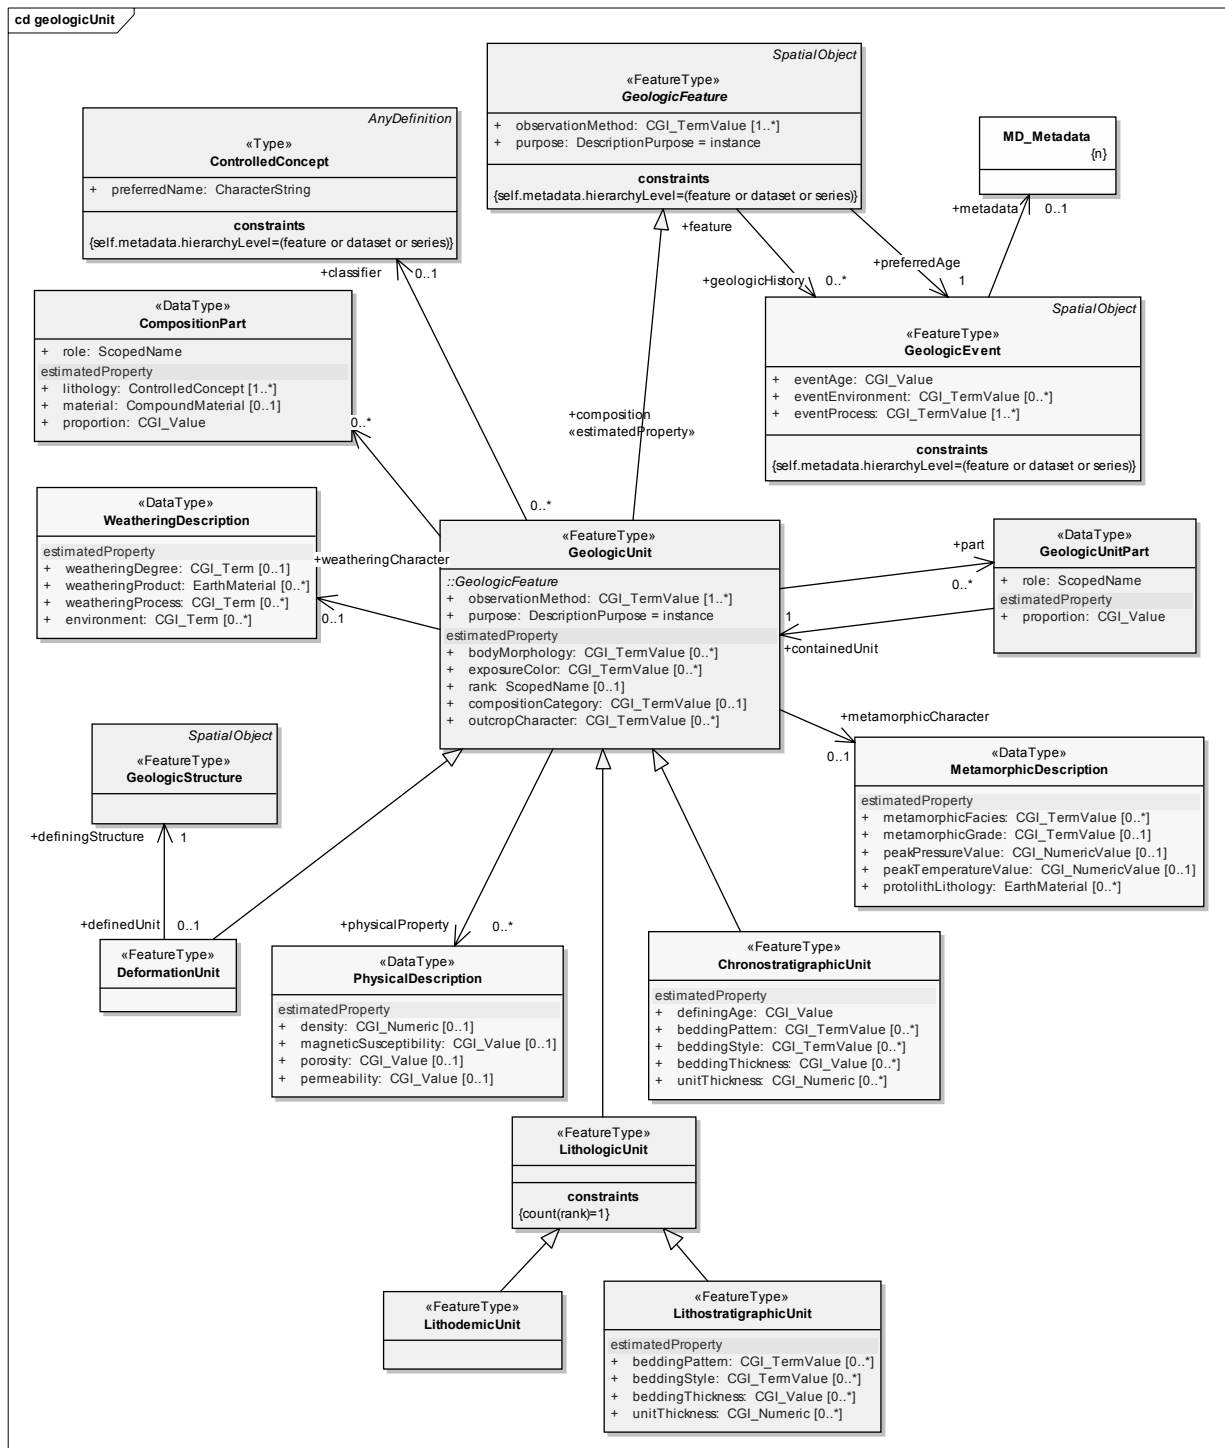 cd geologicUnit
SpatialObject
«FeatureType»
GeologicFeature
+ observationMethod: CGI_TermValue [1..*]
+ purpose: DescriptionPurpose = instance
constraints
{self.metadata.hierarchyLevel=(feature or dataset or series)}
AnyDefinition
«Type»
ControlledConcept
+ preferredName: CharacterString
constraints
{self.metadata.hierarchyLevel=(feature or dataset or series)}
MD_Metadata
{n}
+metadata
0..1
+feature
+classifier
0..1
+geologicHistory
0..*
+preferredAge
1
«DataType»
CompositionPart
+ role: ScopedName
estimatedProperty
+ lithology: ControlledConcept [1..*]
+ material: CompoundMaterial [0..1]
+ proportion: CGI_Value
SpatialObject
«FeatureType»
GeologicEvent
+ eventAge: CGI_Value
+ eventEnvironment: CGI_TermValue [0..*]
+ eventProcess: CGI_TermValue [1..*]
constraints
{self.metadata.hierarchyLevel=(feature or dataset or series)}
+composition
«estimatedProperty»
0..*
0..*
«DataType»
WeatheringDescription
estimatedProperty
+ weatheringDegree: CGI_Term [0..1]
+ weatheringProduct: EarthMaterial [0..*]
+ weatheringProcess: CGI_Term [0..*]
+ environment: CGI_Term [0..*]
+weatheringCharacter
0..1
«FeatureType»
GeologicUnit
::GeologicFeature
+ observationMethod: CGI_TermValue [1..*]
+ purpose: DescriptionPurpose = instance
estimatedProperty
+ bodyMorphology: CGI_TermValue [0..*]
+ exposureColor: CGI_TermValue [0..*]
+ rank: ScopedName [0..1]
+ compositionCategory: CGI_TermValue [0..1]
+ outcropCharacter: CGI_TermValue [0..*]
+part
0..*
1
+containedUnit
«DataType»
GeologicUnitPart
+ role: ScopedName
estimatedProperty
+ proportion: CGI_Value
+metamorphicCharacter
0..1
«DataType»
MetamorphicDescription
estimatedProperty
+ metamorphicFacies: CGI_TermValue [0..*]
+ metamorphicGrade: CGI_TermValue [0..1]
+ peakPressureValue: CGI_NumericValue [0..1]
+ peakTemperatureValue: CGI_NumericValue [0..1]
+ protolithLithology: EarthMaterial [0..*]
SpatialObject
«FeatureType»
GeologicStructure
+definingStructure
1
+definedUnit
0..1
«FeatureType»
DeformationUnit
+physicalProperty
0..*
«DataType»
PhysicalDescription
estimatedProperty
+ density: CGI_Numeric [0..1]
+ magneticSusceptibility: CGI_Value [0..1]
+ porosity: CGI_Value [0..1]
+ permeability: CGI_Value [0..1]
«FeatureType»
ChronostratigraphicUnit
estimatedProperty
+ definingAge: CGI_Value
+ beddingPattern: CGI_TermValue [0..*]
+ beddingStyle: CGI_TermValue [0..*]
+ beddingThickness: CGI_Value [0..*]
+ unitThickness: CGI_Numeric [0..*]
«FeatureType»
LithologicUnit
constraints
{count(rank)=1}
«FeatureType»
LithodemicUnit
«FeatureType»
LithostratigraphicUnit
estimatedProperty
+ beddingPattern: CGI_TermValue [0..*]
+ beddingStyle: CGI_TermValue [0..*]
+ beddingThickness: CGI_Value [0..*]
+ unitThickness: CGI_Numeric [0..*]